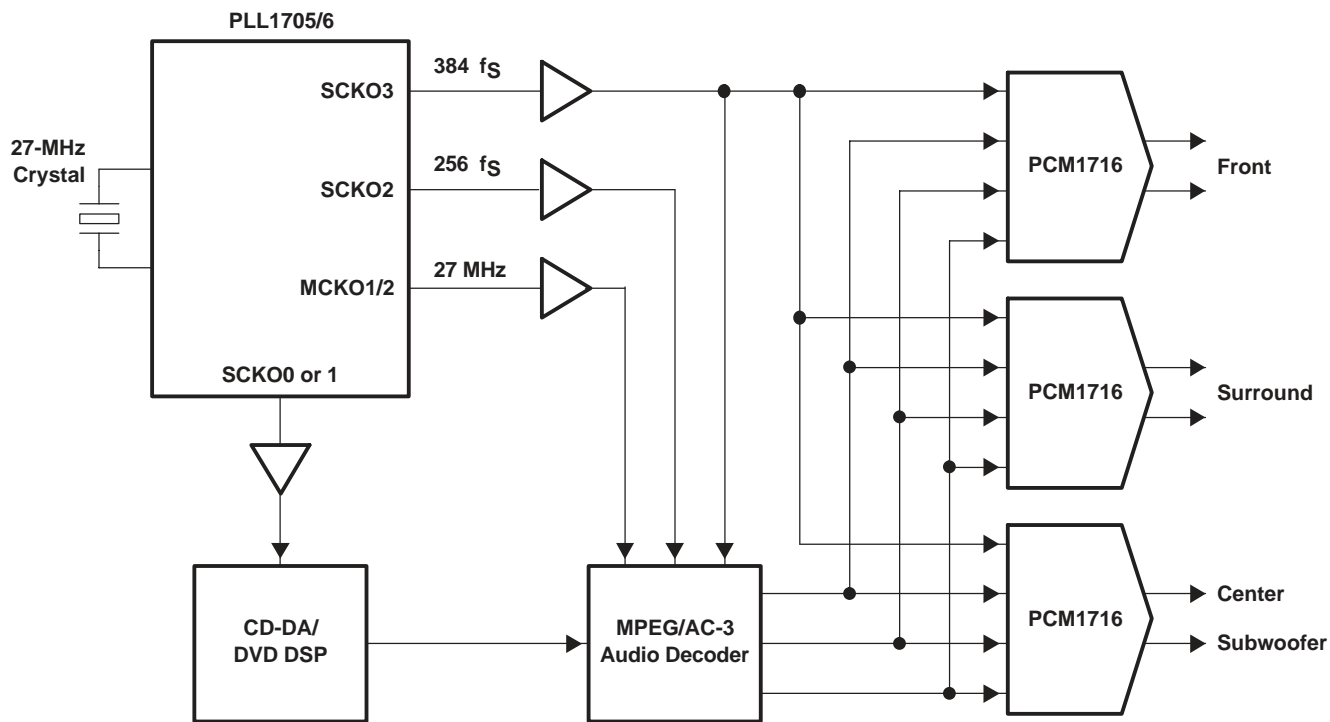 PLL1705/6
SCKO3
384 fS
27-MHz
Crystal
SCKO2
256 fS
MCKO1/2
27 MHz
SCKO0 or 1
PCM1716
Front
PCM1716
Surround
CD-DA/
DVD DSP
MPEG/AC-3
Audio Decoder
PCM1716
Center
Subwoofer